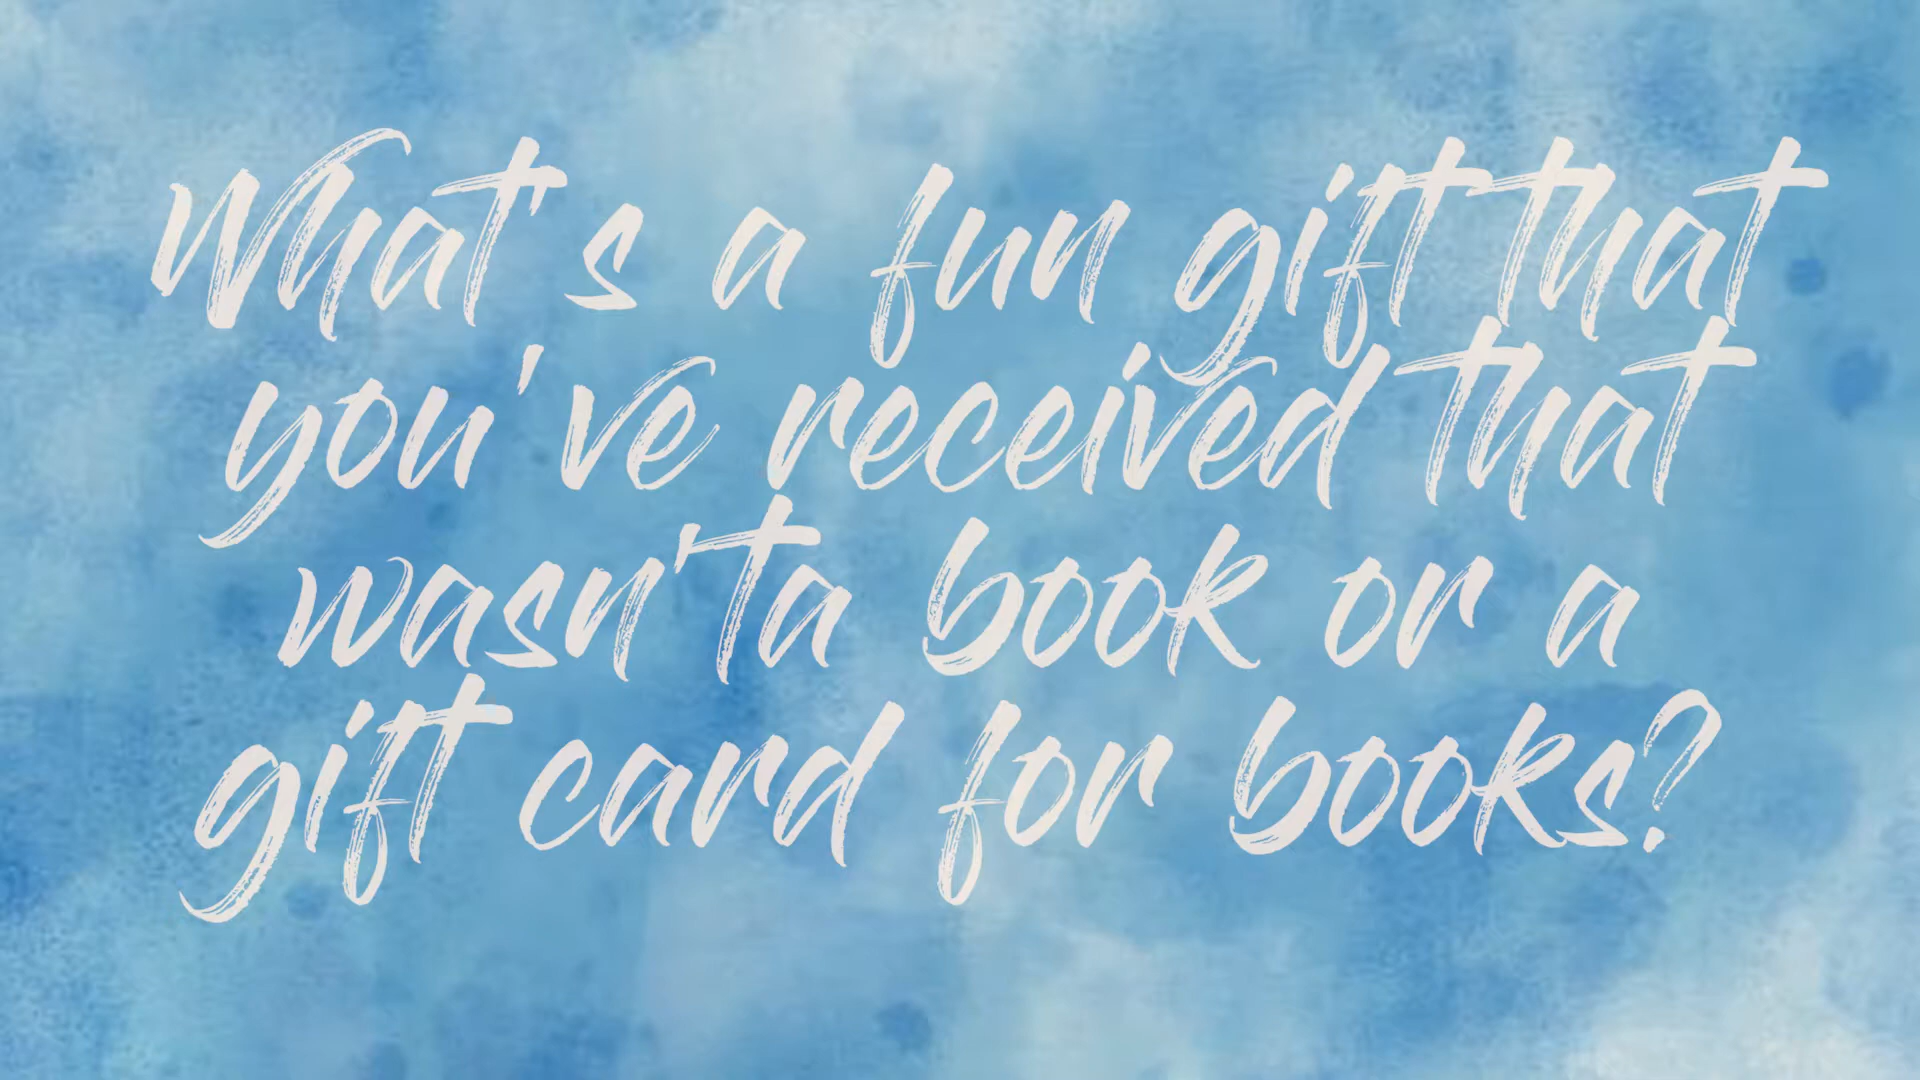 What's a fun gift that
you've received that
wasn't a book or a
gift card for books?